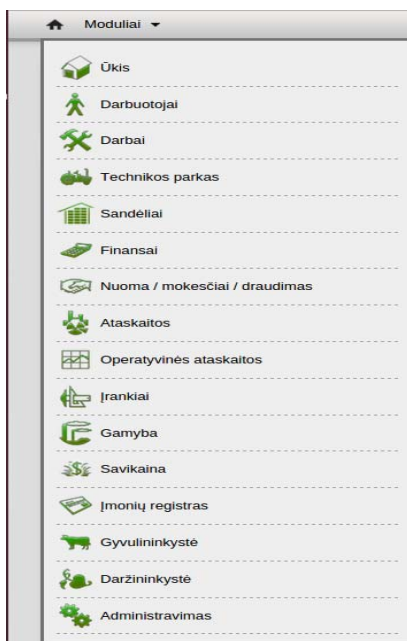 Moduliai
Ūkis
Darbuotojai
Darbai
Technikos parkas
Sandėliai
Finansai
Nuoma / mokesčiai / draudimas
Ataskaitos
Operatyvinės ataskaitos
Įrankiai
Gamyba
Savikaina
Įmonių registras
Gyvulininkystė
Daržininkystė
Administravimas